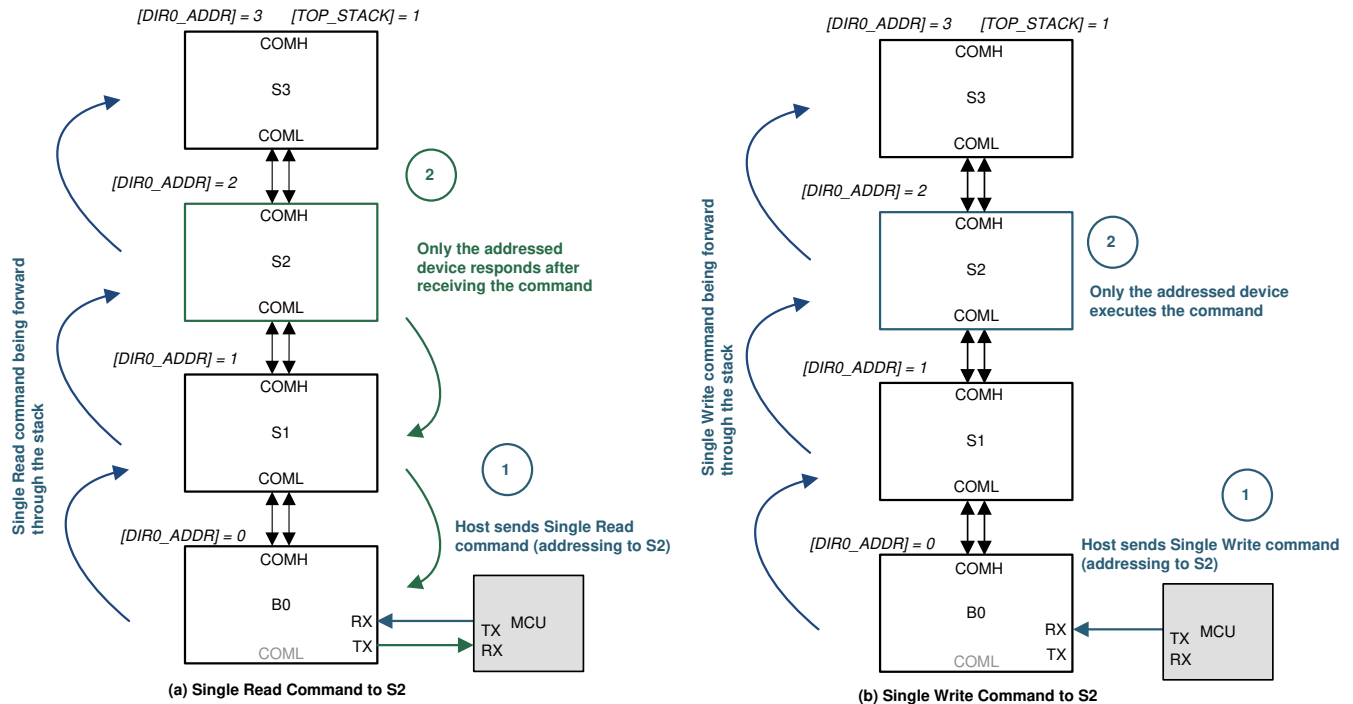 [DIR0_ADDR] = 3 [TOP_STACK] = 1
COMH
S3
COML
[DIR0_ADDR] = 2
COMH
S2
COML
2
Only the addressed
device responds after
receiving the command
[DIR0_ADDR] = 1
COMH
S1
COML
1
Host sends Single Read
command (addressing to S2)
[DIR0_ADDR] = 0
COMH
B0
RX
TX
COML
TX MCU
RX
Single Read command being forward
through the stack
(a) Single Read Command to S2
[DIR0_ADDR] = 3 [TOP_STACK] = 1
COMH
S3
COML
[DIR0_ADDR] = 2
COMH
S2
COML
2
Only the addressed device
executes the command
[DIR0_ADDR] = 1
COMH
S1
COML
1
Host sends Single Write command
(addressing to S2)
[DIR0_ADDR] = 0
COMH
B0
RX
TX
COML
TX MCU
RX
Single Write command being forward
through the stack
(b) Single Write Command to S2